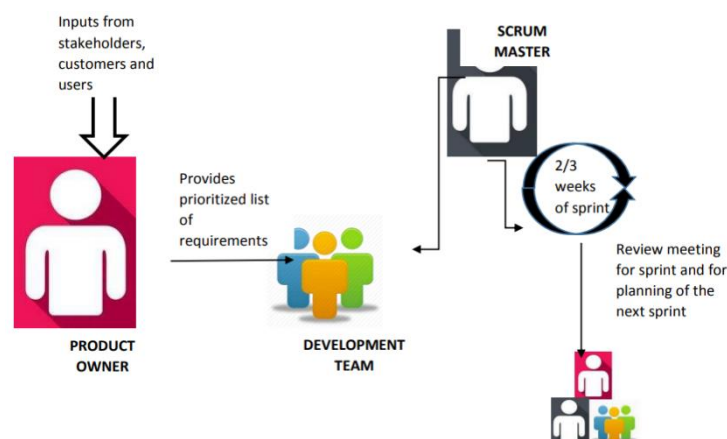 Inputs from
stakeholders,
customers and
users
SCRUM
MASTER
Provides
prioritized list
of
requirements
2/3
weeks
of sprint
Review meeting
for sprint and for
planning of the
next sprint
PRODUCT
OWNER
DEVELOPMENT
TEAM